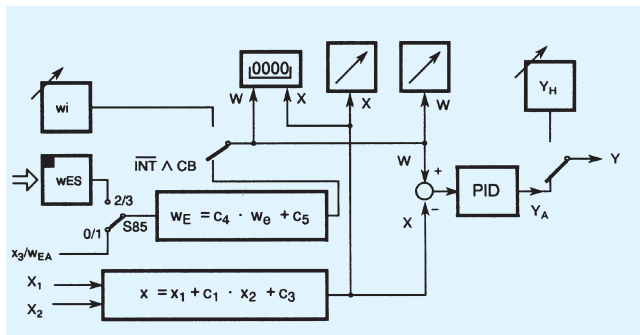 0000
W
X
X
W
wi
Y_H
INT ∧ CB
wES
2/3
S85
0/1
w_E = c_4 · w_e + c_5
x_3/w_EA
X_1
X_2
x = x_1 + c_1 · x_2 + c_3
W
+
X
−
PID
Y_A
Y